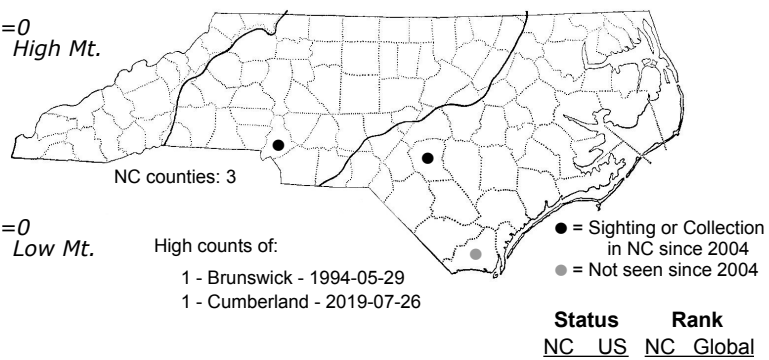 =0
High Mt.
NC counties: 3
=0
Low Mt.
High counts of:
1 - Brunswick - 1994-05-29
1 - Cumberland - 2019-07-26
= Sighting or Collection
in NC since 2004
= Not seen since 2004
Status Rank
NC US NC Global